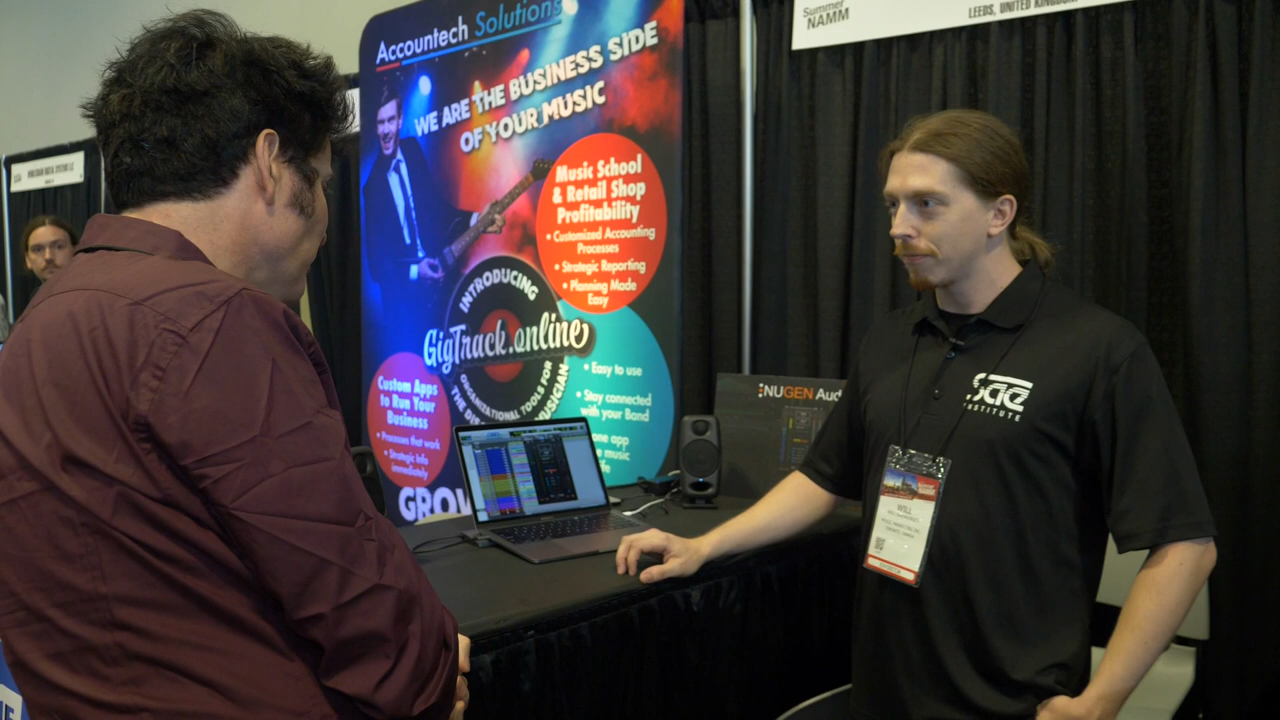 Accountech Solutions
WE ARE THE BUSINESS SIDE
OF YOUR MUSIC
Music School
& Retail Shop
Profitability
• Customized Accounting
Processes
• Strategic Reporting
• Planning Made
Easy
INTRODUCING
GigTrack.online
ORGANIZATIONAL TOOLS FOR
THE
Custom Apps
to Run Your
Business
• Processes that work
• Strategic Info
immediately
• Easy to use
• Stay connected
with your Band
one app
music
Summer
NAMM
LEEDS, UNITED KINGDOM
NUGEN
sae
INSTITUTE
WILL